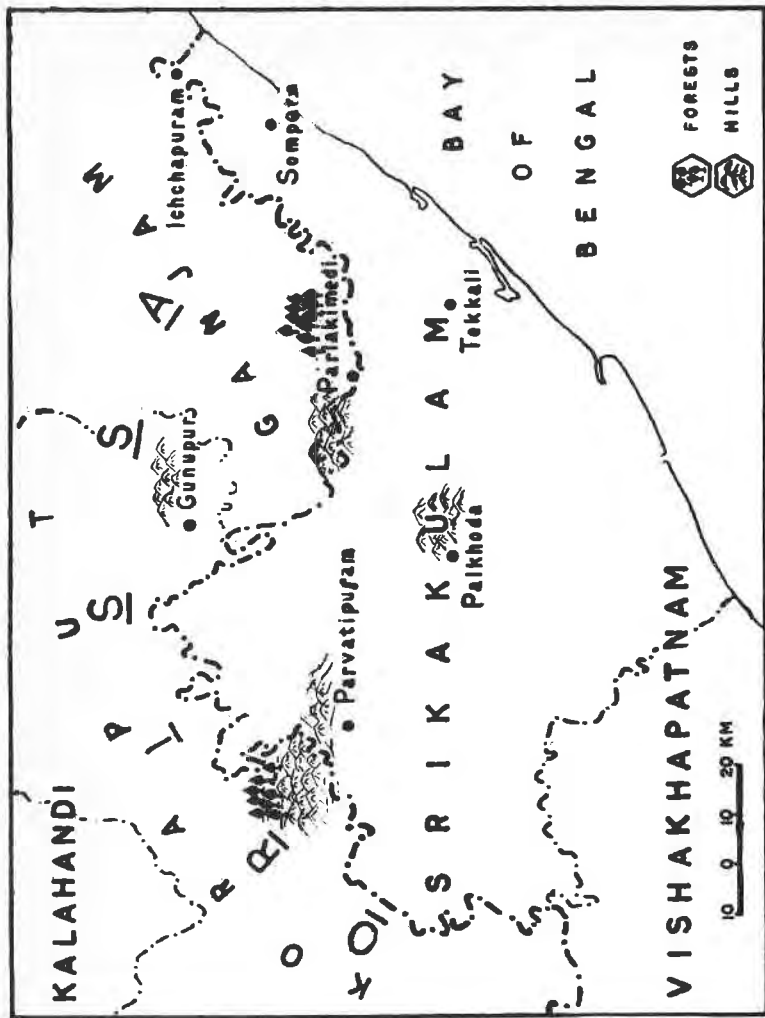 KALAHANDI
KORAPUT
ORISSA
GANJAM
Gunupur
Ichchapuram
Sompeta
Parlakimedi
Parvatipuram
SRIKAKULAM
Palkhoda
Tekkali
BAY
OF
BENGAL
VISHAKHAPATNAM
10 0 10 20 KM
FORESTS
HILLS